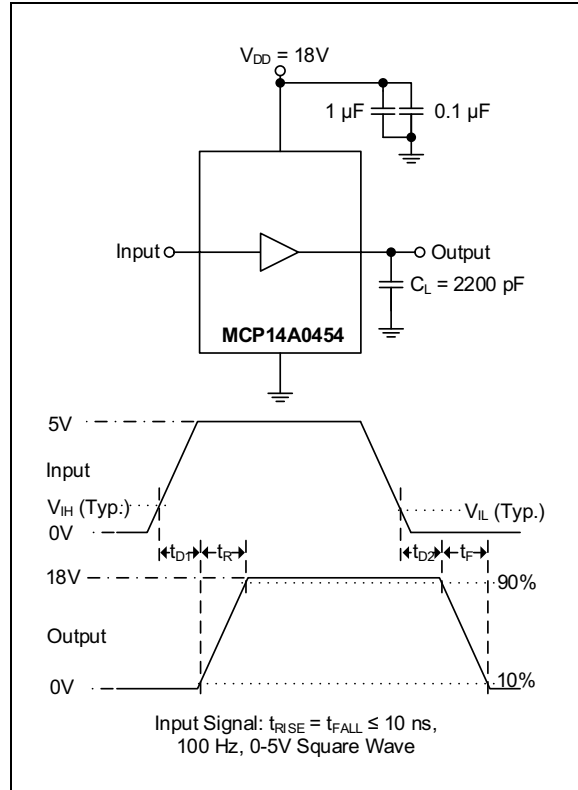 V_DD = 18V
1 µF
0.1 µF
Input
Output
C_L = 2200 pF
MCP14A0454
5V
Input
V_IH (Typ.)
V_IL (Typ.)
0V
t_D1
t_R
t_D2
t_F
18V
90%
Output
0V
10%
Input Signal: t_RISE = t_FALL ≤ 10 ns,
100 Hz, 0-5V Square Wave